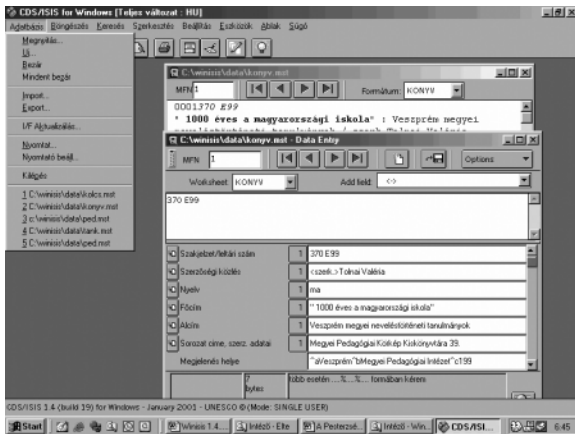 CDS/ISIS for Windows [Teljes változat : HU]
Adatbázis Böngészés Keresés Szerkesztés Beállítás Eszközök Ablak Súgó
Megnyitás...
Új...
Bezár
Mindent bezár
Import...
Export...
I/F Aktualizálás...
Nyomtat...
Nyomtató beáll...
Kilépés
1 C:\winisis\data\kolcs.mst
2 C:\winisis\data\konyv.mst
3 c:\winisis\data\ped.mst
4 C:\winisis\data\tank.mst
5 C:\winisis\data\ped.mst
C:\winisis\data\konyv.mst
MFN 1
Formátum: KONYV
0001370 E99
" 1000 éves a magyarországi iskola" : Veszprém megyei
C:\winisis\data\konyv.mst - Data Entry
MFN 1
Options
Worksheet KONYV
Add field <->
370 E99
Szakjelzet/leltári szám 1 370 E99
Szerzőségi közlés 1 <szerk.>Tolnai Valéria
Nyelv 1 ma
Főcím 1 " 1000 éves a magyarországi iskola"
Alcím 1 Veszprém megyei neveléstörténeti tanulmányok
Sorozat címe, szerz. adatai 1 Megyei Pedagógiai Körkép Kiskönyvtára 39.
Megjelenés helye ^aVeszprém^bMegyei Pedagógiai Intézet^c199
7 bytes
több esetén ....%....%.... formában kérem
CDS/ISIS 1.4 (build 19) for Windows - January 2001 - UNESCO © (Mode: SINGLE USER)
Start
Winisis 1.4....
Intéző - Elte
A Pesterzsé...
Intéző - Win...
CDS/ISI...
6:45